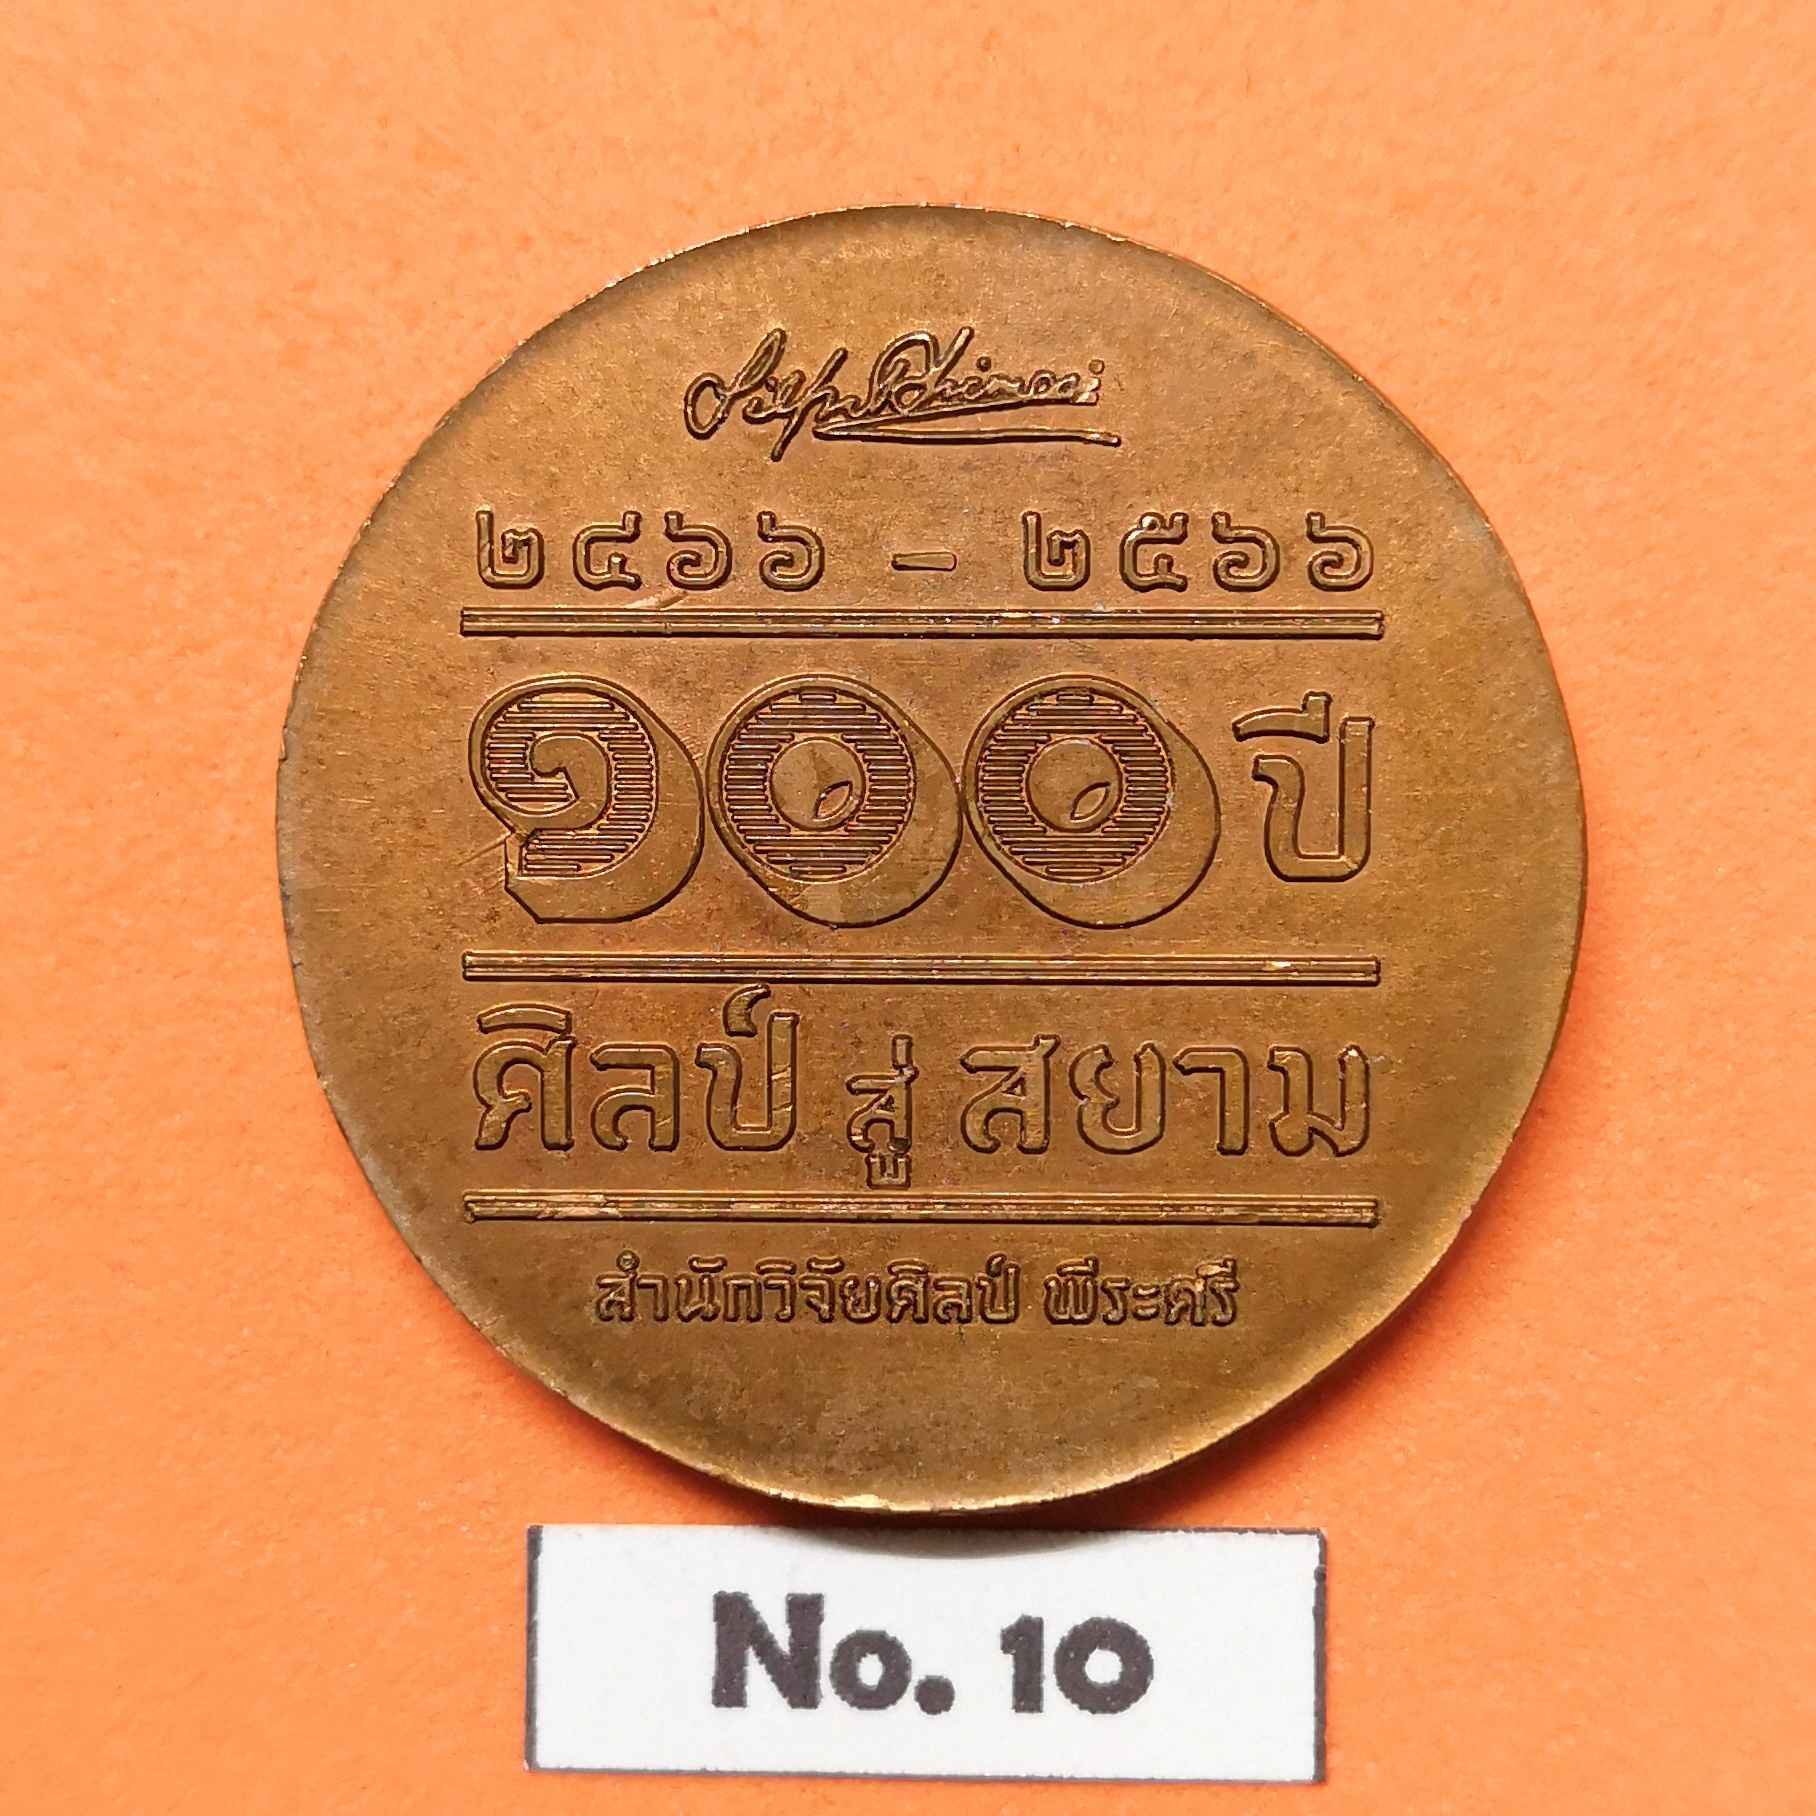 Silpa Bhirasri
๒๔๖๖ - ๒๕๖๖
๑๐๐ ปี
ศิลป์ สู่ สยาม
สำนักวิจัยศิลป์ พีระศรี
No. 10